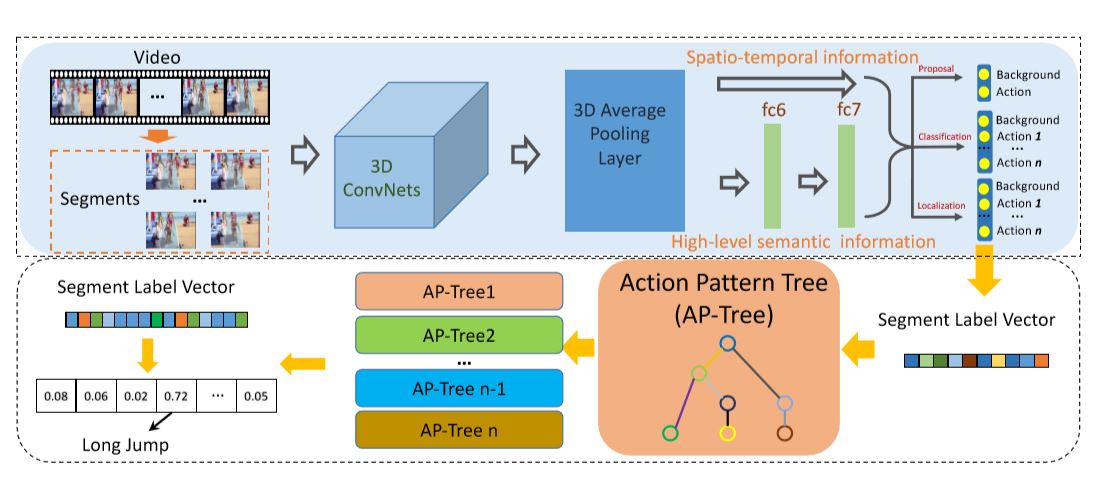 Video
...
Segments
...
3D
ConvNets
3D Average
Pooling
Layer
Spatio-temporal information
fc6
fc7
High-level semantic information
Proposal
Background
Action
Classification
Background
Action 1
... ...
Action n
Localization
Background
Action 1
... ...
Action n
Segment Label Vector
Action Pattern Tree
(AP-Tree)
AP-Tree1
AP-Tree2
...
AP-Tree n-1
AP-Tree n
Segment Label Vector
0.08 0.06 0.02 0.72 ... 0.05
Long Jump